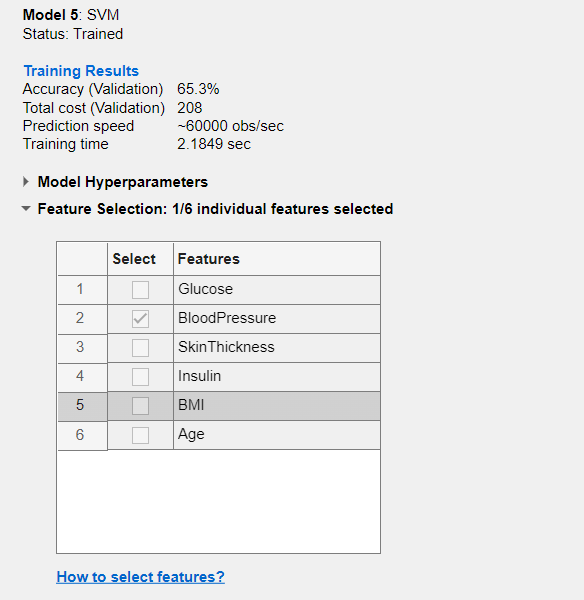 Model 5: SVM
Status: Trained
Training Results
Accuracy (Validation) 65.3%
Total cost (Validation) 208
Prediction speed ~60000 obs/sec
Training time 2.1849 sec
Model Hyperparameters
Feature Selection: 1/6 individual features selected
Select Features
1 Glucose
2 BloodPressure
3 SkinThickness
4 Insulin
5 BMI
6 Age
How to select features?